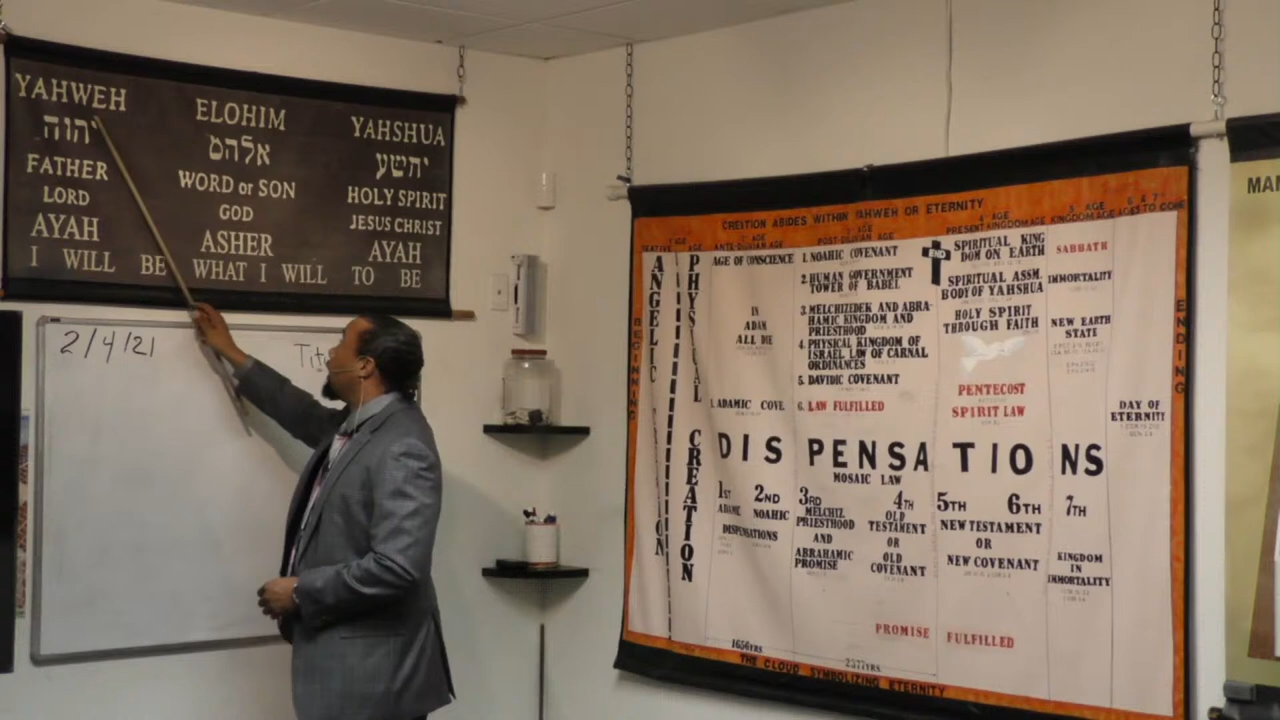 YAHWEH
יהוה
FATHER
LORD
AYAH
ELOHIM
אלהם
WORD or SON
GOD
ASHER
YAHSHUA
יחשע
HOLY SPIRIT
JESUS CHRIST
AYAH
I WILL BE WHAT I WILL TO BE
2/4/21
CREATION ABIDES WITHIN YAHWEH OR ETERNITY
BEGINNING
ANGELIC
PHYSICAL CREATION
ANTE-DILUVIAN AGE
AGE OF CONSCIENCE
IN
ADAM
ALL DIE
1. ADAMIC COVE.
POST-DILUVIAN AGE
1. NOAHIC COVENANT
2. HUMAN GOVERNMENT
TOWER OF BABEL
3. MELCHIZEDEK AND ABRA-
HAMIC KINGDOM AND
PRIESTHOOD
4. PHYSICAL KINGDOM OF
ISRAEL LAW OF CARNAL
ORDINANCES
5. DAVIDIC COVENANT
6. LAW FULFILLED
PRESENT KINGDOM AGE
END
SPIRITUAL KING
DOM ON EARTH
SPIRITUAL ASSM.
BODY OF YAHSHUA
HOLY SPIRIT
THROUGH FAITH
PENTECOST
SPIRIT LAW
KINGDOM AGE
SABBATH
IMMORTALITY
NEW EARTH
STATE
AGES TO COME
DAY OF
ETERNITY
ENDING
DISPENSATIONS
MOSAIC LAW
1ST 2ND 3RD 4TH 5TH 6TH 7TH
ADAMIC NOAHIC
DISPENSATIONS
MELCHIZ
PRIESTHOOD
AND
ABRAHAMIC
PROMISE
OLD
TESTAMENT
OR
OLD
COVENANT
NEW TESTAMENT
OR
NEW COVENANT
KINGDOM
IN
IMMORTALITY
PROMISE FULFILLED
1656YRS.
THE CLOUD SYMBOLIZING ETERNITY